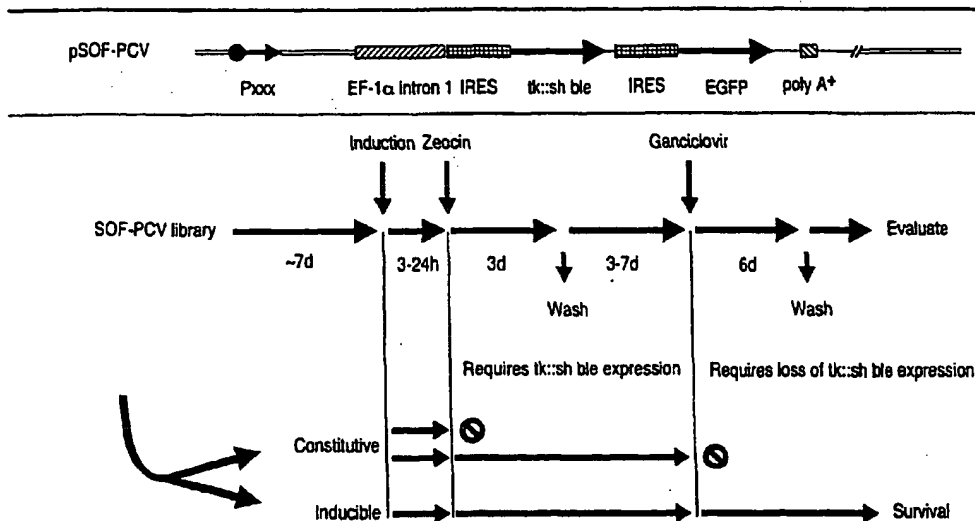 pSOF-PCV
Pxxx EF-1α intron 1 IRES tk::sh ble IRES EGFP poly A+
Induction Zeocin Ganciclovir
SOF-PCV library Evaluate
~7d 3-24h 3d 3-7d 6d
Wash Wash
Requires tk::sh ble expression Requires loss of tk::sh ble expression
Constitutive
Inducible Survival